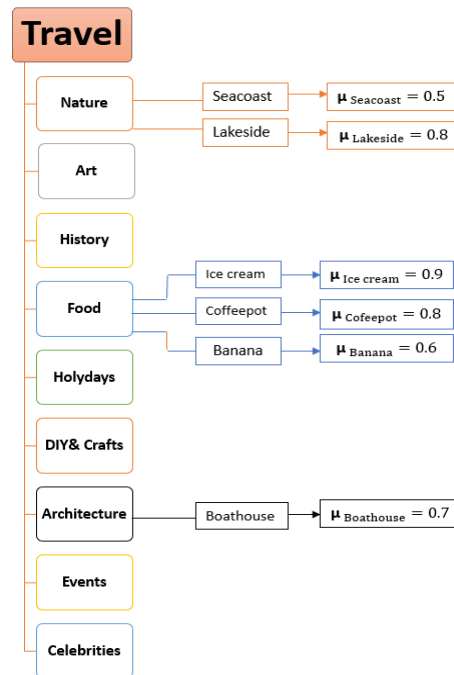 Travel
Nature
Seacoast
μ Seacoast = 0.5
Lakeside
μ Lakeside = 0.8
Art
History
Food
Ice cream
μ Ice cream = 0.9
Coffeepot
μ Cofeepot = 0.8
Banana
μ Banana = 0.6
Holydays
DIY& Crafts
Architecture
Boathouse
μ Boathouse = 0.7
Events
Celebrities